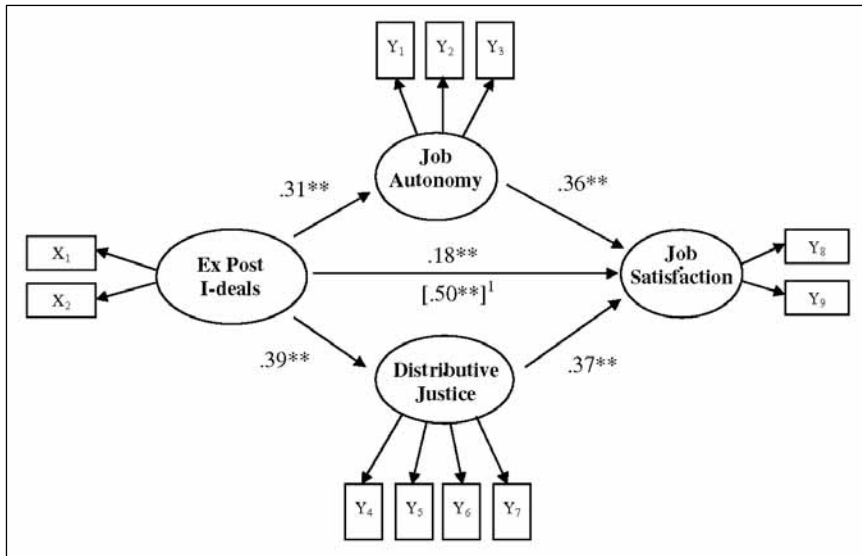 Y1 Y2 Y3
Job
Autonomy
.31**
.36**
X1
X2
Ex Post
I-deals
.18**
[.50**]1
Job
Satisfaction
Y8
Y9
.39**
.37**
Distributive
Justice
Y4 Y5 Y6 Y7